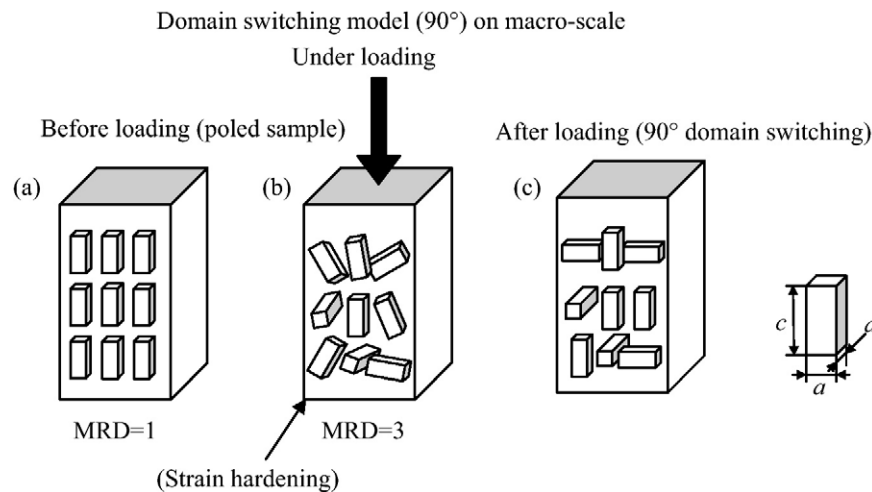 Domain switching model (90°) on macro-scale
Under loading
Before loading (poled sample)
After loading (90° domain switching)
(a)
(b)
(c)
c
a
a
MRD=1
MRD=3
(Strain hardening)